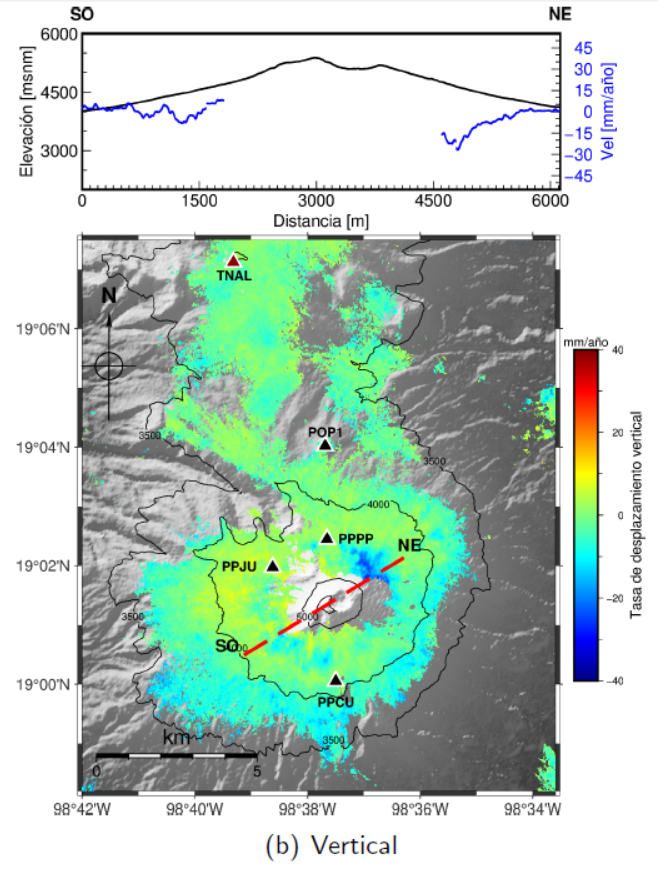 SO NE
6000
4500
3000
Elevación [msnm]
45
30
15
0
−15
−30
−45
Vel [mm/año]
0 1500 3000 4500 6000
Distancia [m]
TNAL
N
19°06'N
mm/año
40
POP1
3500
3500
19°04'N
20
4000
PPPP
NE
19°02'N
PPJU
0
Tasa de desplazamiento vertical
3500
5000
SO
−20
19°00'N
PPCU
3500
−40
km
0 5
98°42'W 98°40'W 98°38'W 98°36'W 98°34'W
(b) Vertical